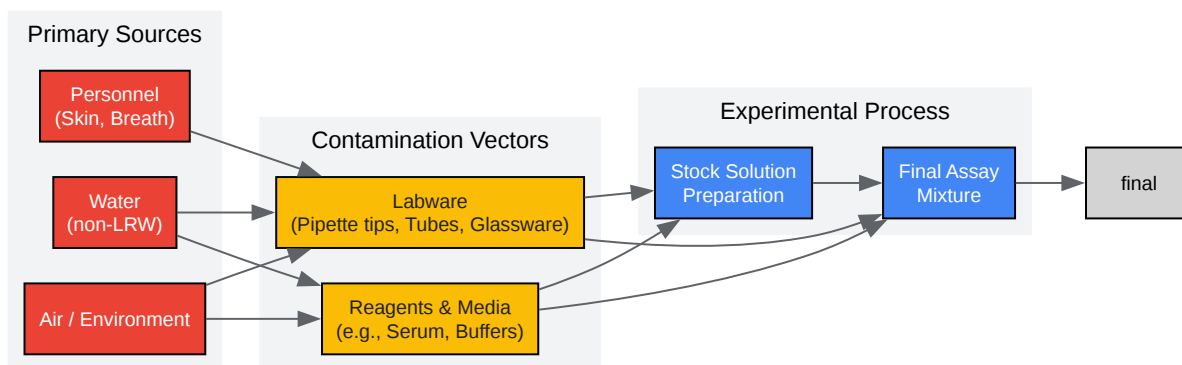 Primary Sources
Personnel
(Skin, Breath)
Water
(non-LRW)
Air / Environment
Contamination Vectors
Labware
(Pipette tips, Tubes, Glassware)
Reagents & Media
(e.g., Serum, Buffers)
Experimental Process
Stock Solution
Preparation
Final Assay
Mixture
final